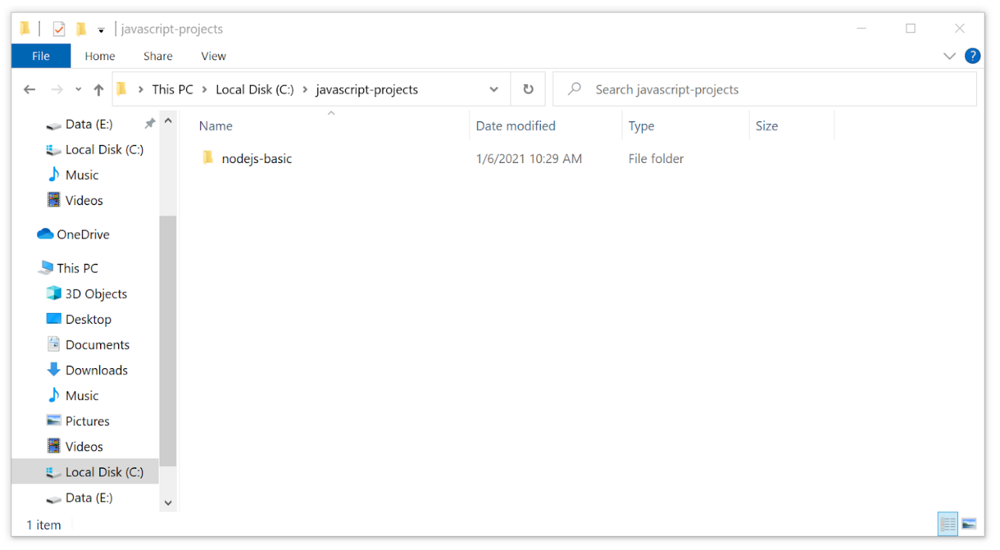 javascript-projects
File Home Share View
?
This PC Local Disk (C:) javascript-projects
Search javascript-projects
Data (E:)
Local Disk (C:)
Music
Videos
OneDrive
This PC
3D Objects
Desktop
Documents
Downloads
Music
Pictures
Videos
Local Disk (C:)
Data (E:)
Name Date modified Type Size
nodejs-basic 1/6/2021 10:29 AM File folder
1 item